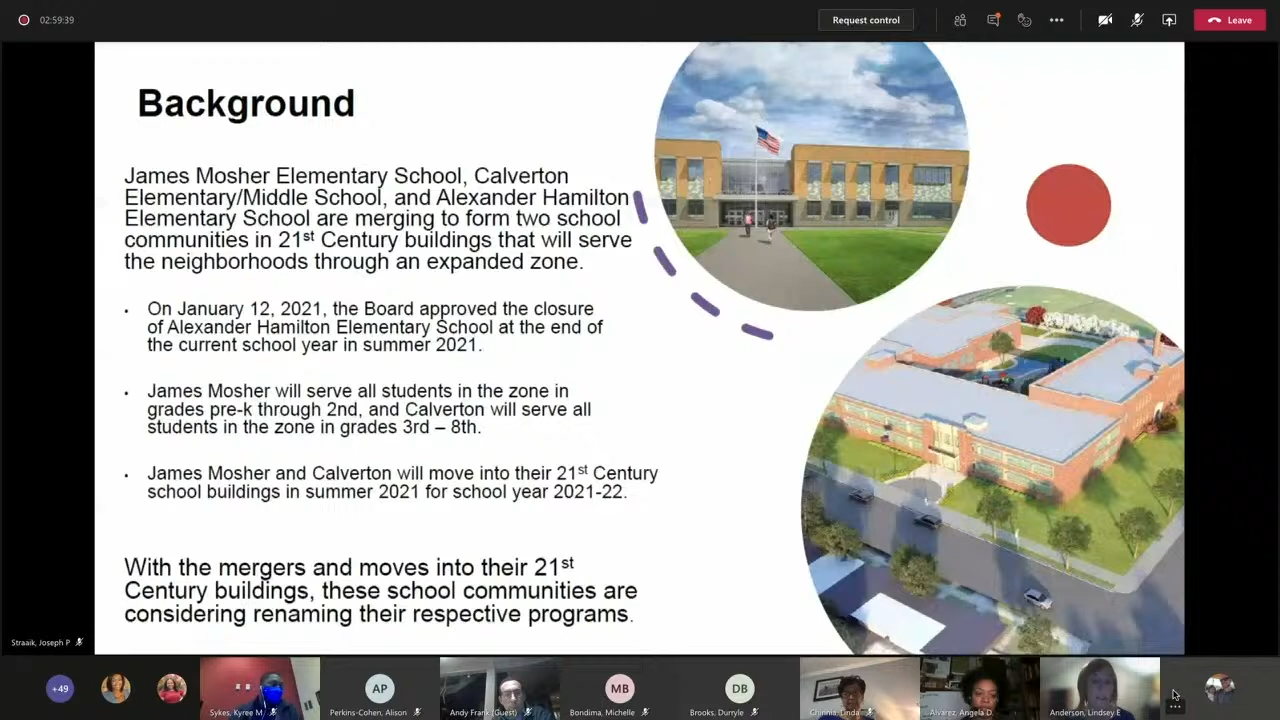 02:59:39
Request control
Leave
Background
James Mosher Elementary School, Calverton
Elementary/Middle School, and Alexander Hamilton
Elementary School are merging to form two school
communities in 21st Century buildings that will serve
the neighborhoods through an expanded zone.
• On January 12, 2021, the Board approved the closure
of Alexander Hamilton Elementary School at the end of
the current school year in summer 2021.
• James Mosher will serve all students in the zone in
grades pre-k through 2nd, and Calverton will serve all
students in the zone in grades 3rd – 8th.
• James Mosher and Calverton will move into their 21st Century
school buildings in summer 2021 for school year 2021-22.
With the mergers and moves into their 21st
Century buildings, these school communities are
considering renaming their respective programs.
Straaik, Joseph P
+49
AP
MB
DB
Sykes, Kyree M
Perkins-Cohen, Alison
Andy Frank (Guest)
Bondima, Michelle
Brooks, Durryle
Chinnia, Linda
Alvarez, Angela D.
Anderson, Lindsey E